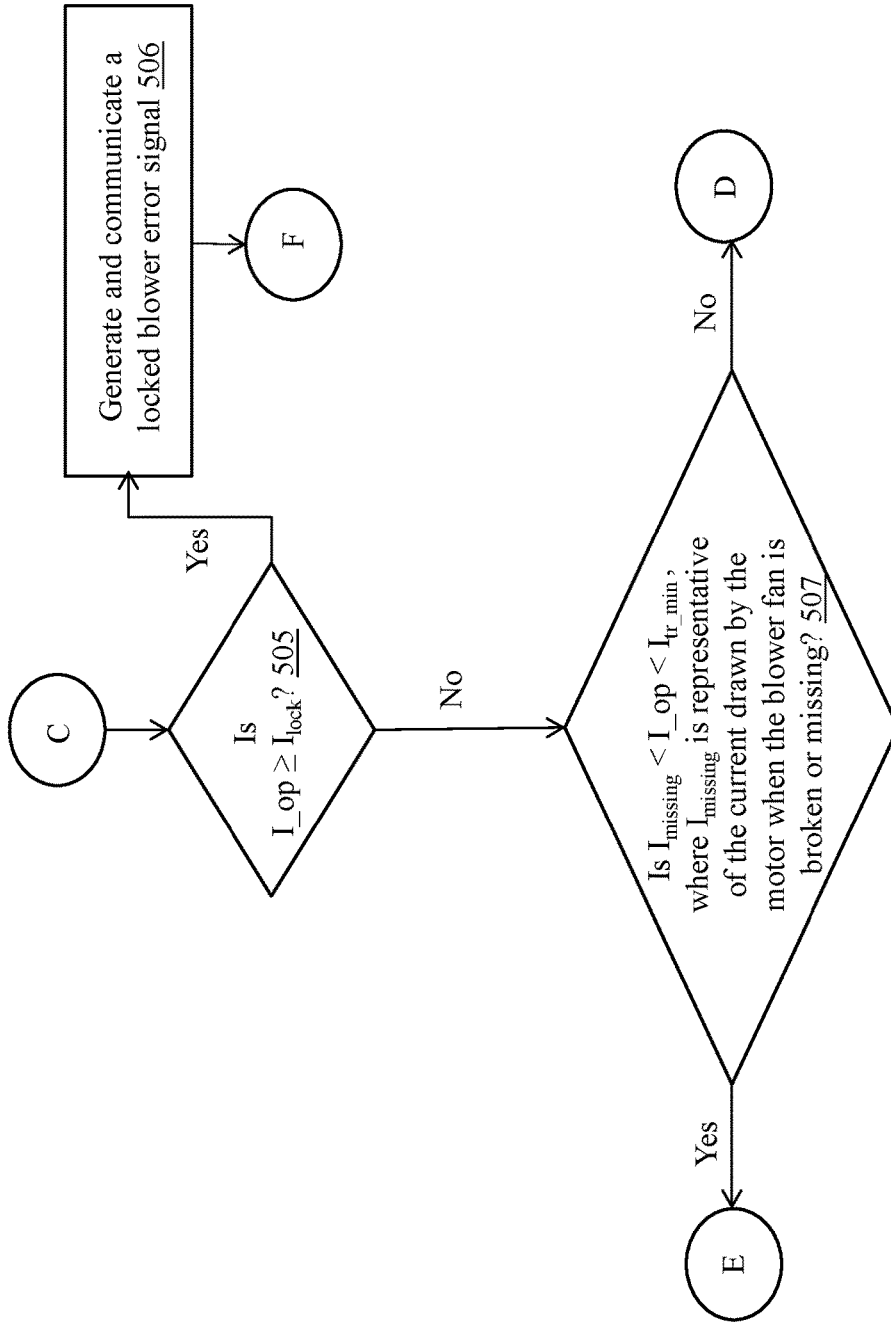 C
Is
I_op ≥ I_lock? 505
Yes
Generate and communicate a
locked blower error signal 506
F
No
Is I_missing < I_op < I_tr_min,
where I_missing is representative
of the current drawn by the
motor when the blower fan is
broken or missing? 507
Yes
E
No
D